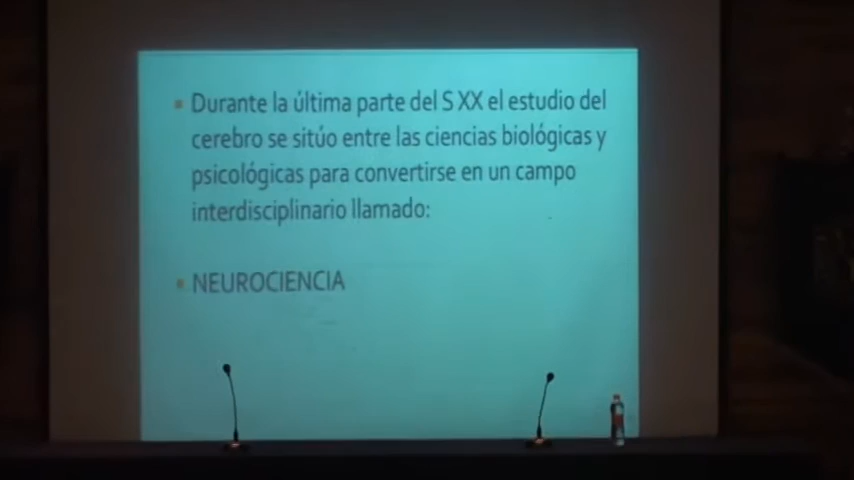 Durante la última parte del S XX el estudio del
cerebro se sitúo entre las ciencias biológicas y
psicológicas para convertirse en un campo
interdisciplinario llamado:
NEUROCIENCIA